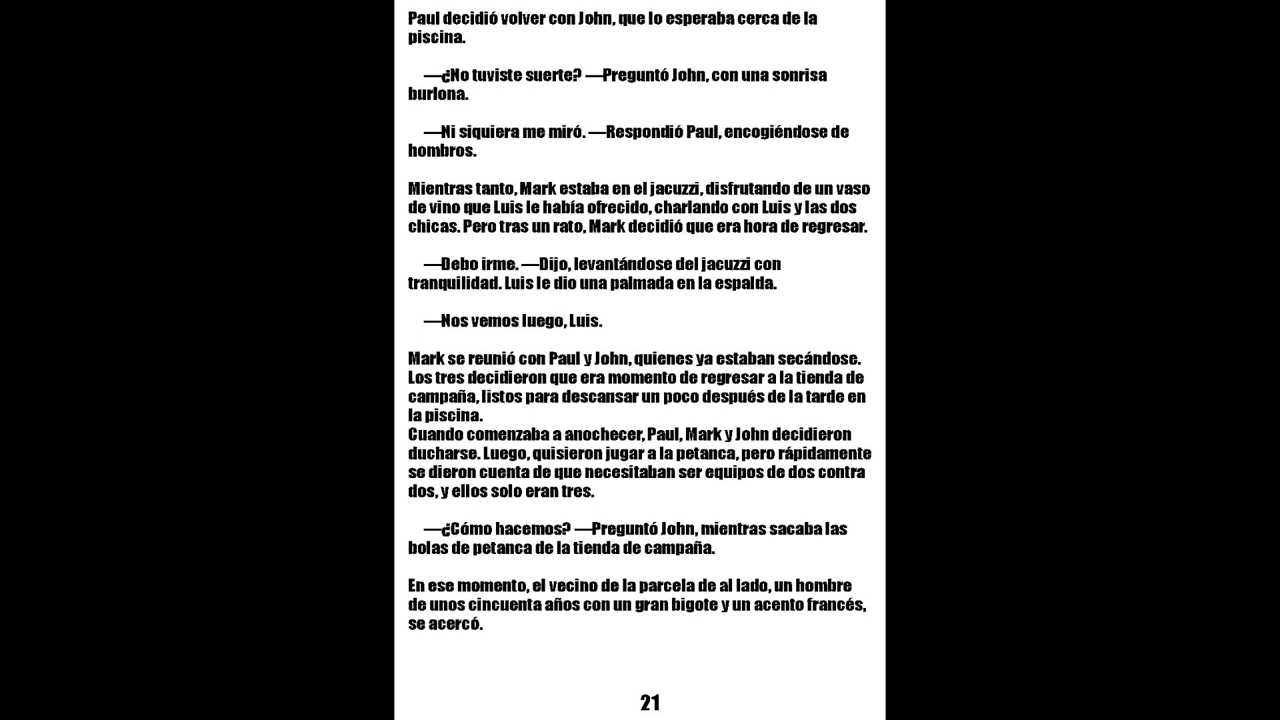 Paul decidió volver con John, que lo esperaba cerca de la
piscina.
—¿No tuviste suerte? —Preguntó John, con una sonrisa
burlona.
—Ni siquiera me miró. —Respondió Paul, encogiéndose de
hombros.
Mientras tanto, Mark estaba en el jacuzzi, disfrutando de un vaso
de vino que Luis le había ofrecido, charlando con Luis y las dos
chicas. Pero tras un rato, Mark decidió que era hora de regresar.
—Debo irme. —Dijo, levantándose del jacuzzi con
tranquilidad. Luis le dio una palmada en la espalda.
—Nos vemos luego, Luis.
Mark se reunió con Paul y John, quienes ya estaban secándose.
Los tres decidieron que era momento de regresar a la tienda de
campaña, listos para descansar un poco después de la tarde en
la piscina.
Cuando comenzaba a anochecer, Paul, Mark y John decidieron
ducharse. Luego, quisieron jugar a la petanca, pero rápidamente
se dieron cuenta de que necesitaban ser equipos de dos contra
dos, y ellos solo eran tres.
—¿Cómo hacemos? —Preguntó John, mientras sacaba las
bolas de petanca de la tienda de campaña.
En ese momento, el vecino de la parcela de al lado, un hombre
de unos cincuenta años con un gran bigote y un acento francés,
se acercó.
21